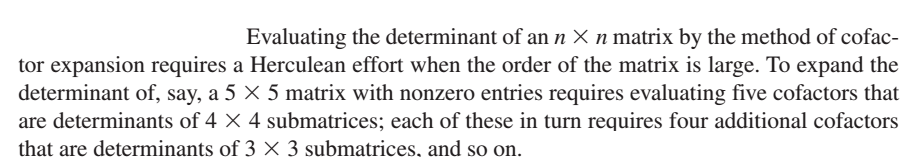 Evaluating the determinant of an n × n matrix by the method of cofac-
tor expansion requires a Herculean effort when the order of the matrix is large. To expand the
determinant of, say, a 5 × 5 matrix with nonzero entries requires evaluating five cofactors that
are determinants of 4 × 4 submatrices; each of these in turn requires four additional cofactors
that are determinants of 3 × 3 submatrices, and so on.